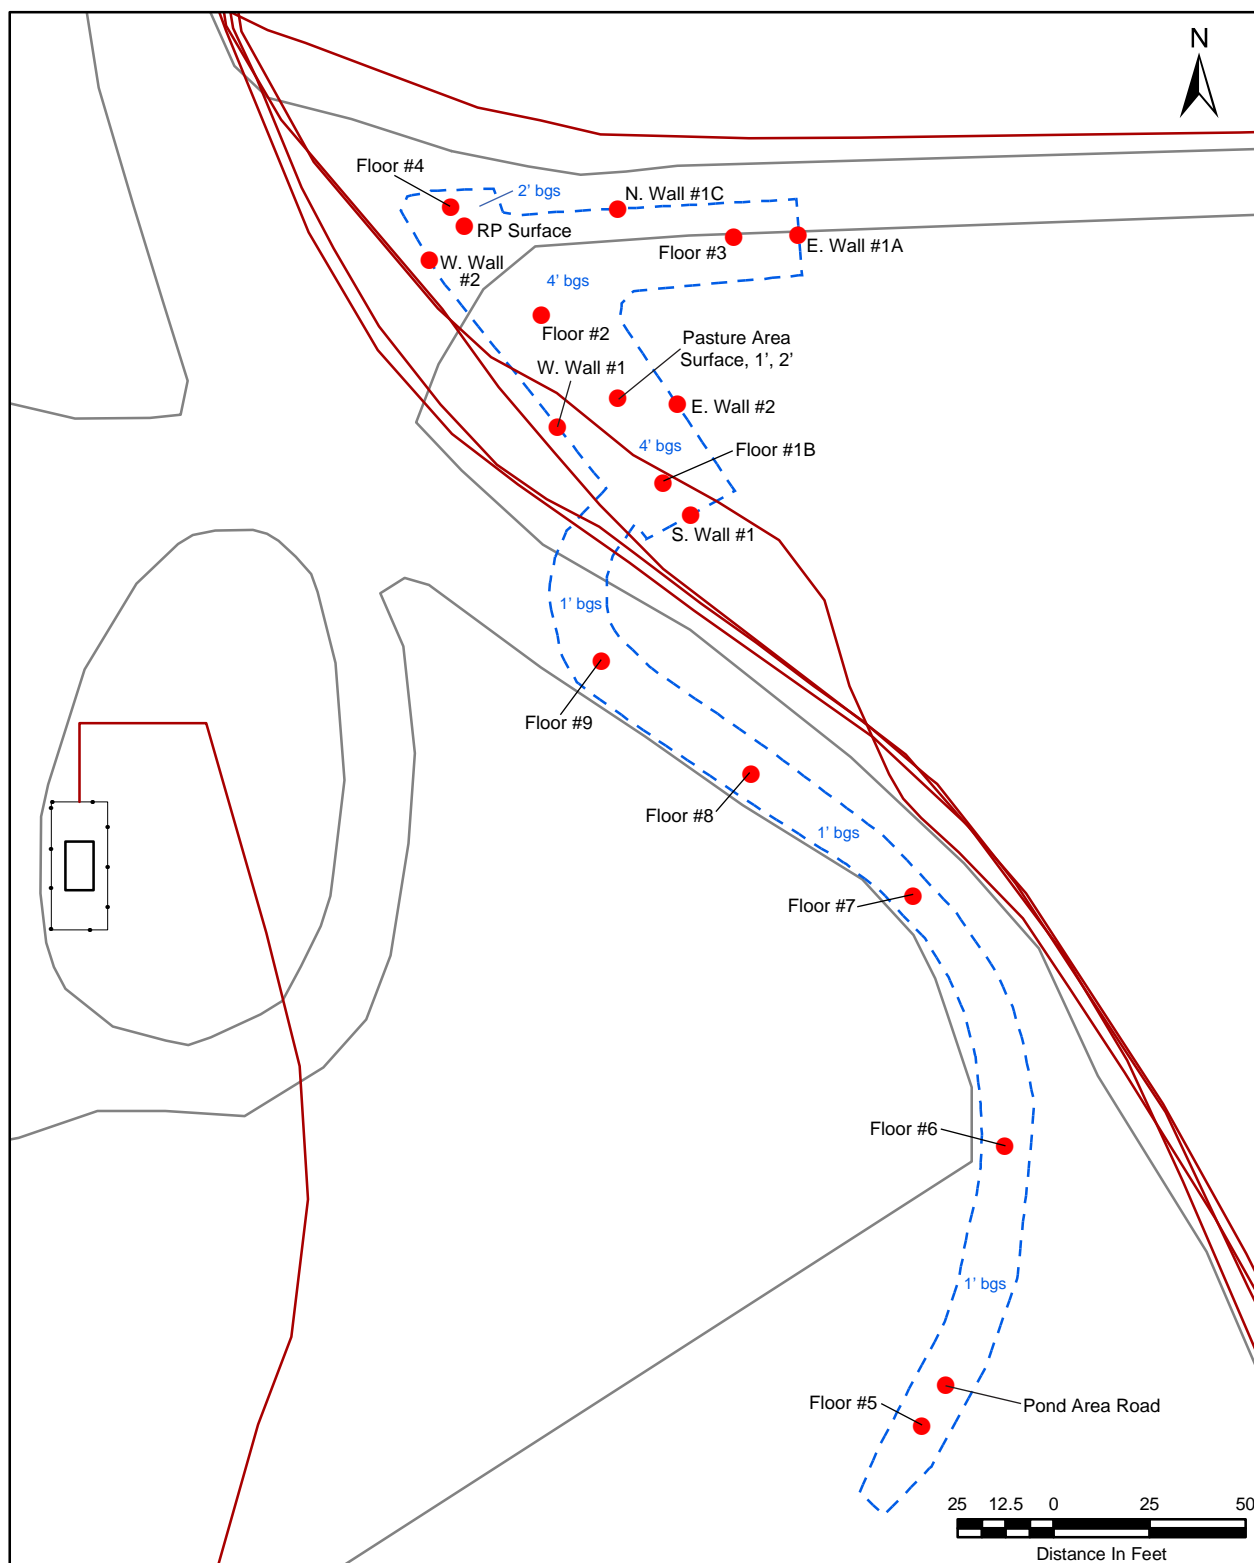 N
Floor #4
2' bgs
N. Wall #1C
RP Surface
Floor #3
E. Wall #1A
W. Wall
#2
4' bgs
Floor #2
Pasture Area
Surface, 1', 2'
W. Wall #1
E. Wall #2
4' bgs
Floor #1B
S. Wall #1
1' bgs
Floor #9
Floor #8
1' bgs
Floor #7
Floor #6
1' bgs
Floor #5
Pond Area Road
25 12.5 0 25 50
Distance In Feet